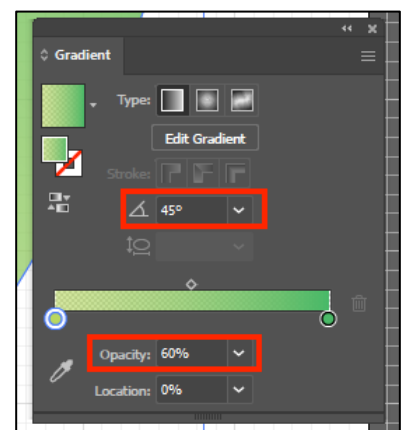 Gradient
Type:
Edit Gradient
Stroke:
45°
Opacity: 60%
Location: 0%